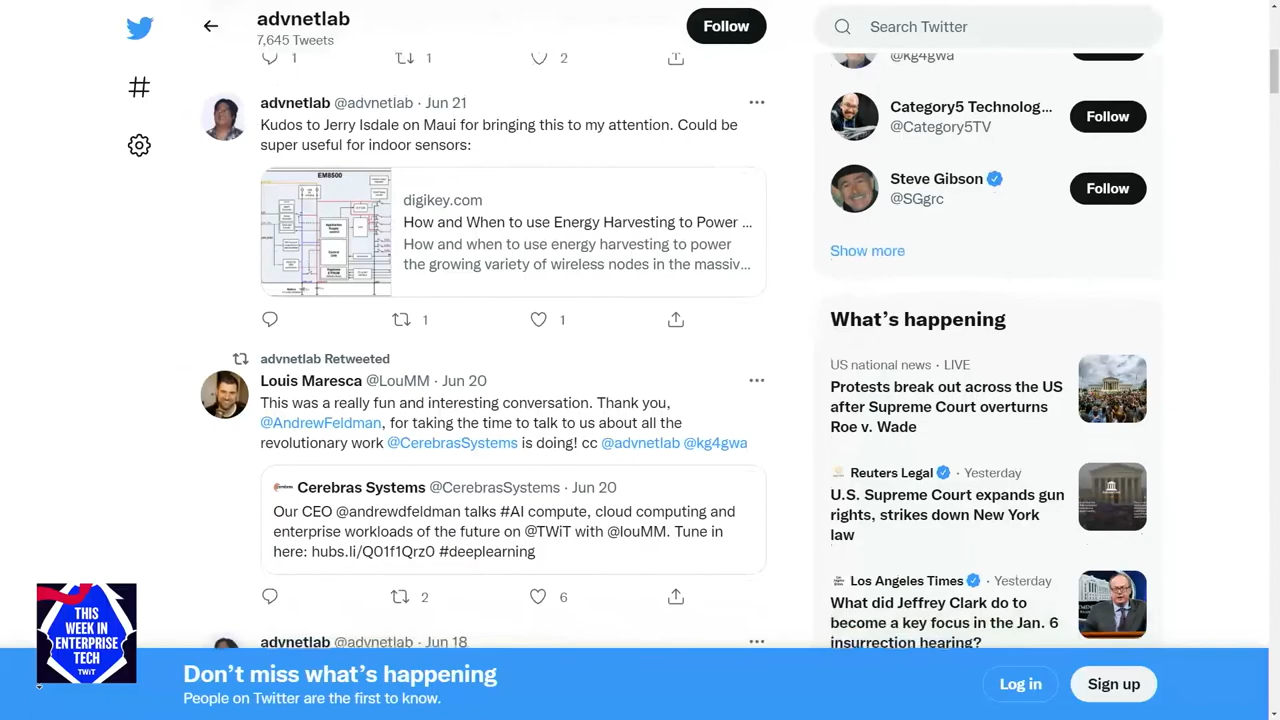 advnetlab
7,645 Tweets
Follow
Search Twitter
1
1
2
@kg4gwa
advnetlab @advnetlab · Jun 21
Kudos to Jerry Isdale on Maui for bringing this to my attention. Could be
super useful for indoor sensors:
EM8500
digikey.com
How and When to use Energy Harvesting to Power ...
How and when to use energy harvesting to power
the growing variety of wireless nodes in the massiv...
1
1
advnetlab Retweeted
Louis Maresca @LouMM · Jun 20
This was a really fun and interesting conversation. Thank you,
@AndrewFeldman, for taking the time to talk to us about all the
revolutionary work @CerebrasSystems is doing! cc @advnetlab @kg4gwa
Cerebras Systems @CerebrasSystems · Jun 20
Our CEO @andrewdfeldman talks #AI compute, cloud computing and
enterprise workloads of the future on @TWiT with @louMM. Tune in
here: hubs.li/Q01f1Qrz0 #deeplearning
2
6
advnetlab @advnetlab · Jun 18
Category5 Technolog...
@Category5TV
Follow
Steve Gibson
@SGgrc
Follow
Show more
What's happening
US national news · LIVE
Protests break out across the US
after Supreme Court overturns
Roe v. Wade
Reuters Legal · Yesterday
U.S. Supreme Court expands gun
rights, strikes down New York
law
Los Angeles Times · Yesterday
What did Jeffrey Clark do to
become a key focus in the Jan. 6
insurrection hearing?
THIS
WEEK IN
ENTERPRISE
TECH
TWiT
Don't miss what's happening
People on Twitter are the first to know.
Log in
Sign up